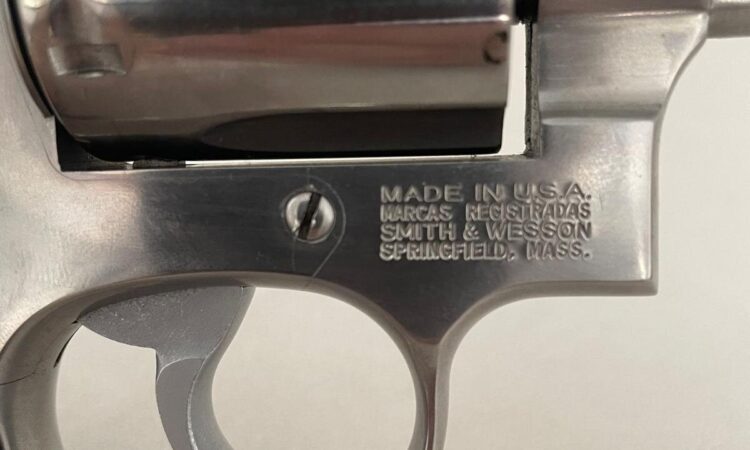 MADE IN U.S.A.
MARCAS REGISTRADAS
SMITH & WESSON
SPRINGFIELD, MASS.